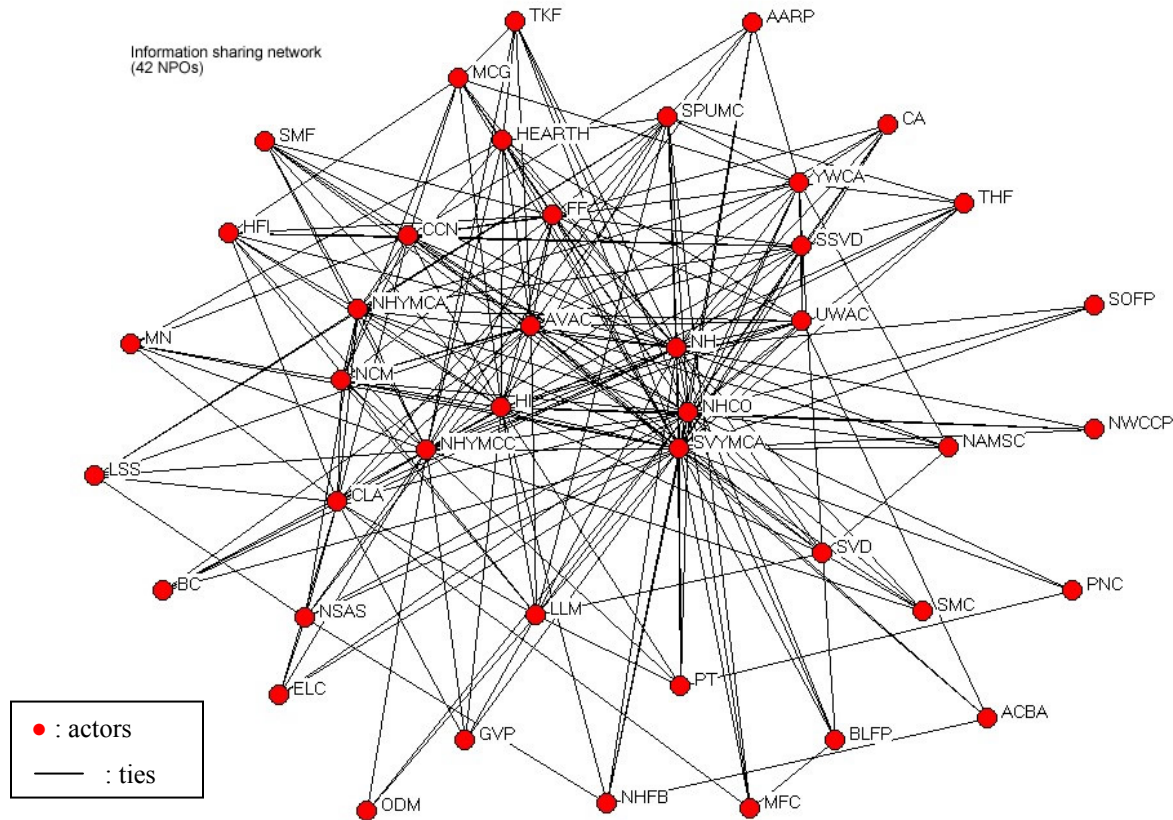 TKF
AARP
Information sharing network
(42 NPOs)
MCG
SPUMC
CA
HEARTH
SMF
YWCA
THF
FF
HFI
CCN
SSVD
SOFP
NHYMCA
AVAC
UWAC
MN
NH
NCM
HI
NHCO
NWCCP
NHYMCC
SVYMCA
NAMSC
LSS
CLA
SVD
BC
PNC
NSAS
LLM
SMC
PT
ELC
ACBA
● : actors
GVP
BLFP
: ties
ODM
NHFB
MFC